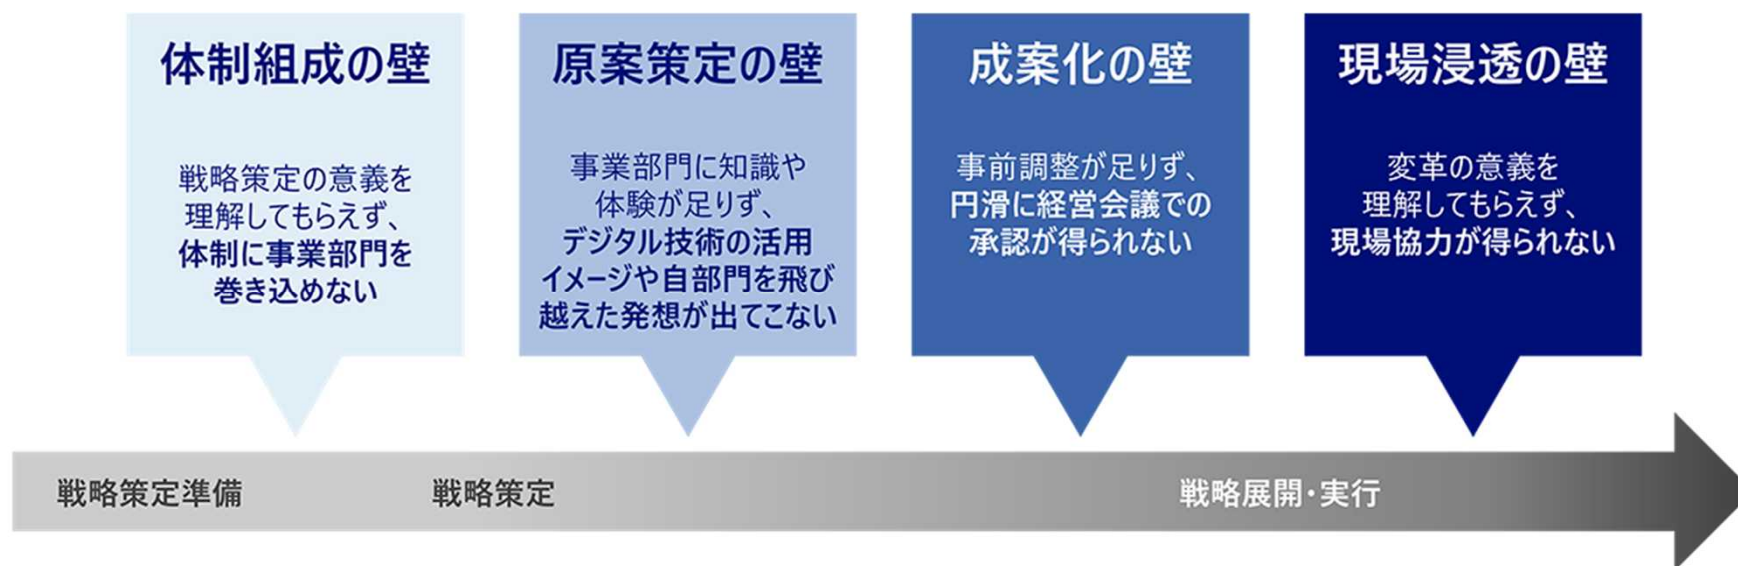 体制組成の壁
戦略策定の意義を
理解してもらえず、
体制に事業部門を
巻き込めない
原案策定の壁
事業部門に知識や
体験が足りず、
デジタル技術の活用
イメージや自部門を飛び
越えた発想が出てこない
成案化の壁
事前調整が足りず、
円滑に経営会議での
承認が得られない
現場浸透の壁
変革の意義を
理解してもらえず、
現場協力が得られない
戦略策定準備
戦略策定
戦略展開・実行